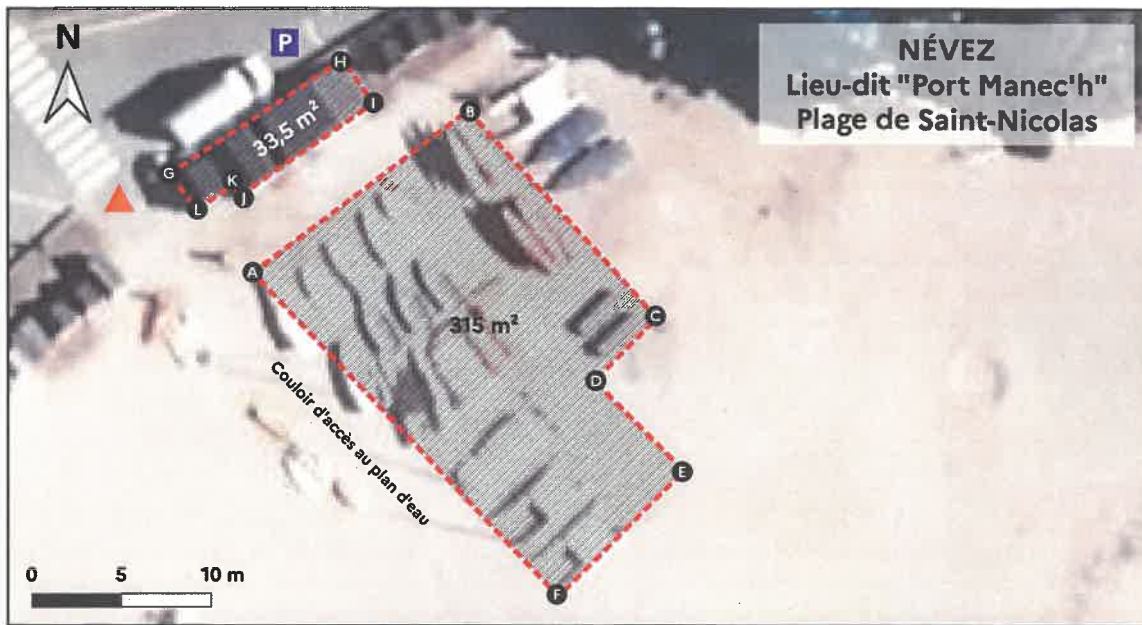 N
P
NÉVEZ
Lieu-dit "Port Manec'h"
Plage de Saint-Nicolas
H
I
B
33,5 m²
G
K
J
L
A
C
315 m²
D
Couloir d'accès au plan d'eau
E
F
0 5 10 m